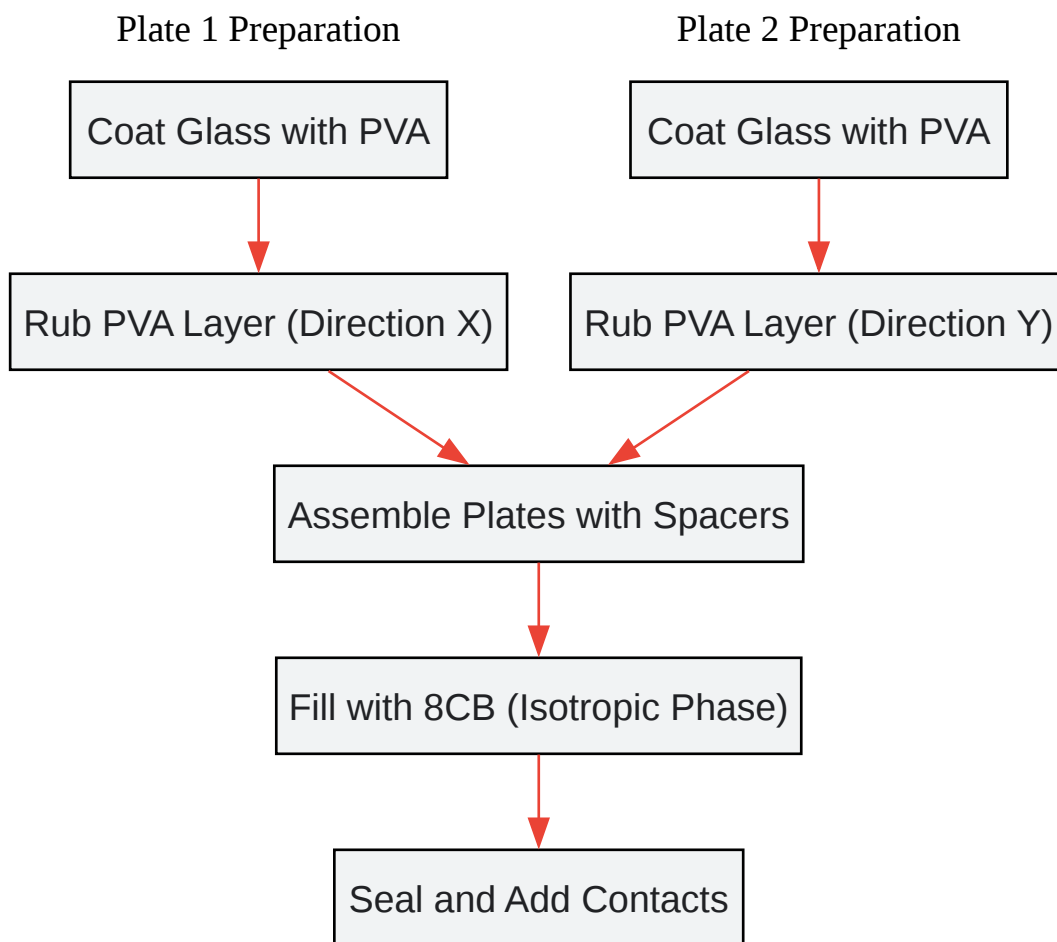 Plate 1 Preparation
Plate 2 Preparation
Coat Glass with PVA
Coat Glass with PVA
Rub PVA Layer (Direction X)
Rub PVA Layer (Direction Y)
Assemble Plates with Spacers
Fill with 8CB (Isotropic Phase)
Seal and Add Contacts